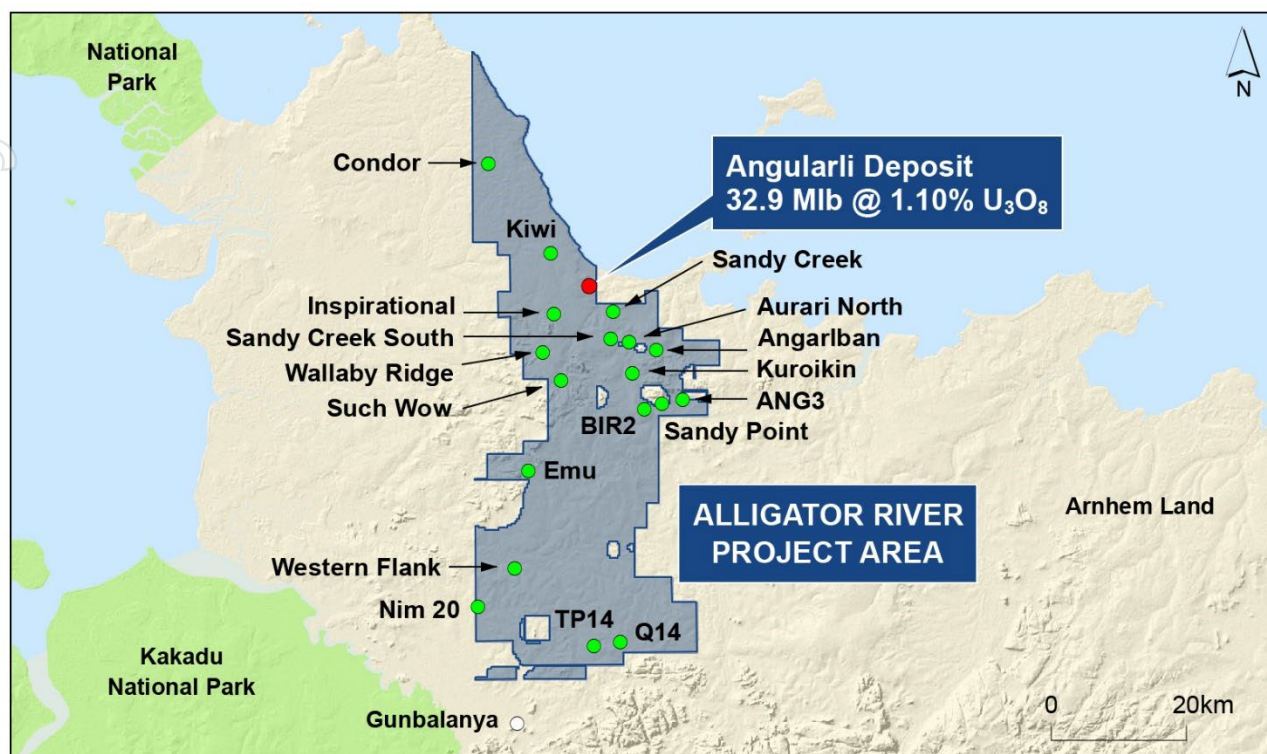 National
Park
N
Condor
Angularli Deposit
32.9 Mlb @ 1.10% U₃O₈
Kiwi
Sandy Creek
Inspirational
Aurari North
Sandy Creek South
Angarlban
Wallaby Ridge
Kuroikin
Such Wow
ANG3
BIR2
Sandy Point
Emu
ALLIGATOR RIVER
PROJECT AREA
Arnhem Land
Western Flank
Nim 20
TP14
Q14
Kakadu
National Park
Gunbalanya
0 20km